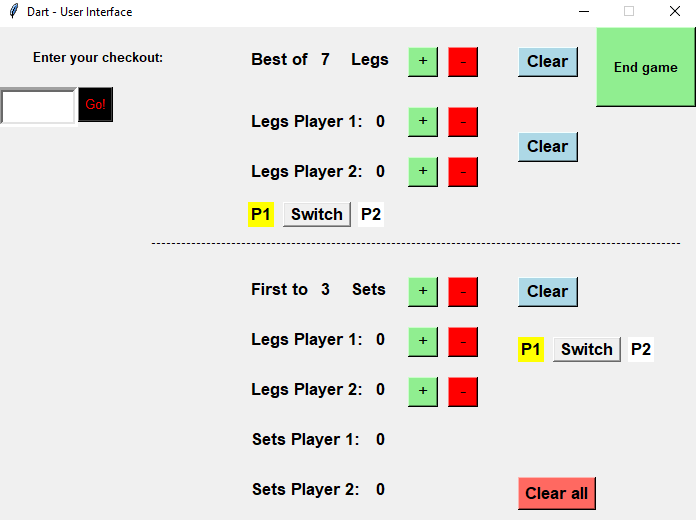 Dart - User Interface
Enter your checkout:
Go!
Best of 7 Legs + - Clear
End game
Legs Player 1: 0 + -
Clear
Legs Player 2: 0 + -
P1 Switch P2
First to 3 Sets + - Clear
Legs Player 1: 0 + -
P1 Switch P2
Legs Player 2: 0 + -
Sets Player 1: 0
Sets Player 2: 0
Clear all